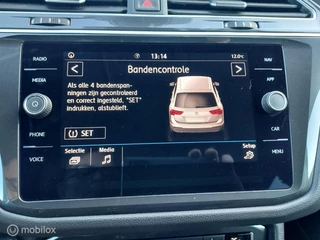 RADIO
MEDIA
PHONE
VOICE
13:14
12.0℃
Bandencontrole
Als alle 4 bandenspan-
ningen zijn gecontroleerd
en correct ingesteld, "SET"
indrukken, alstublieft.
SET
Selectie
Media
Setup
NAV
APP
CAR
MENU
© mobilox